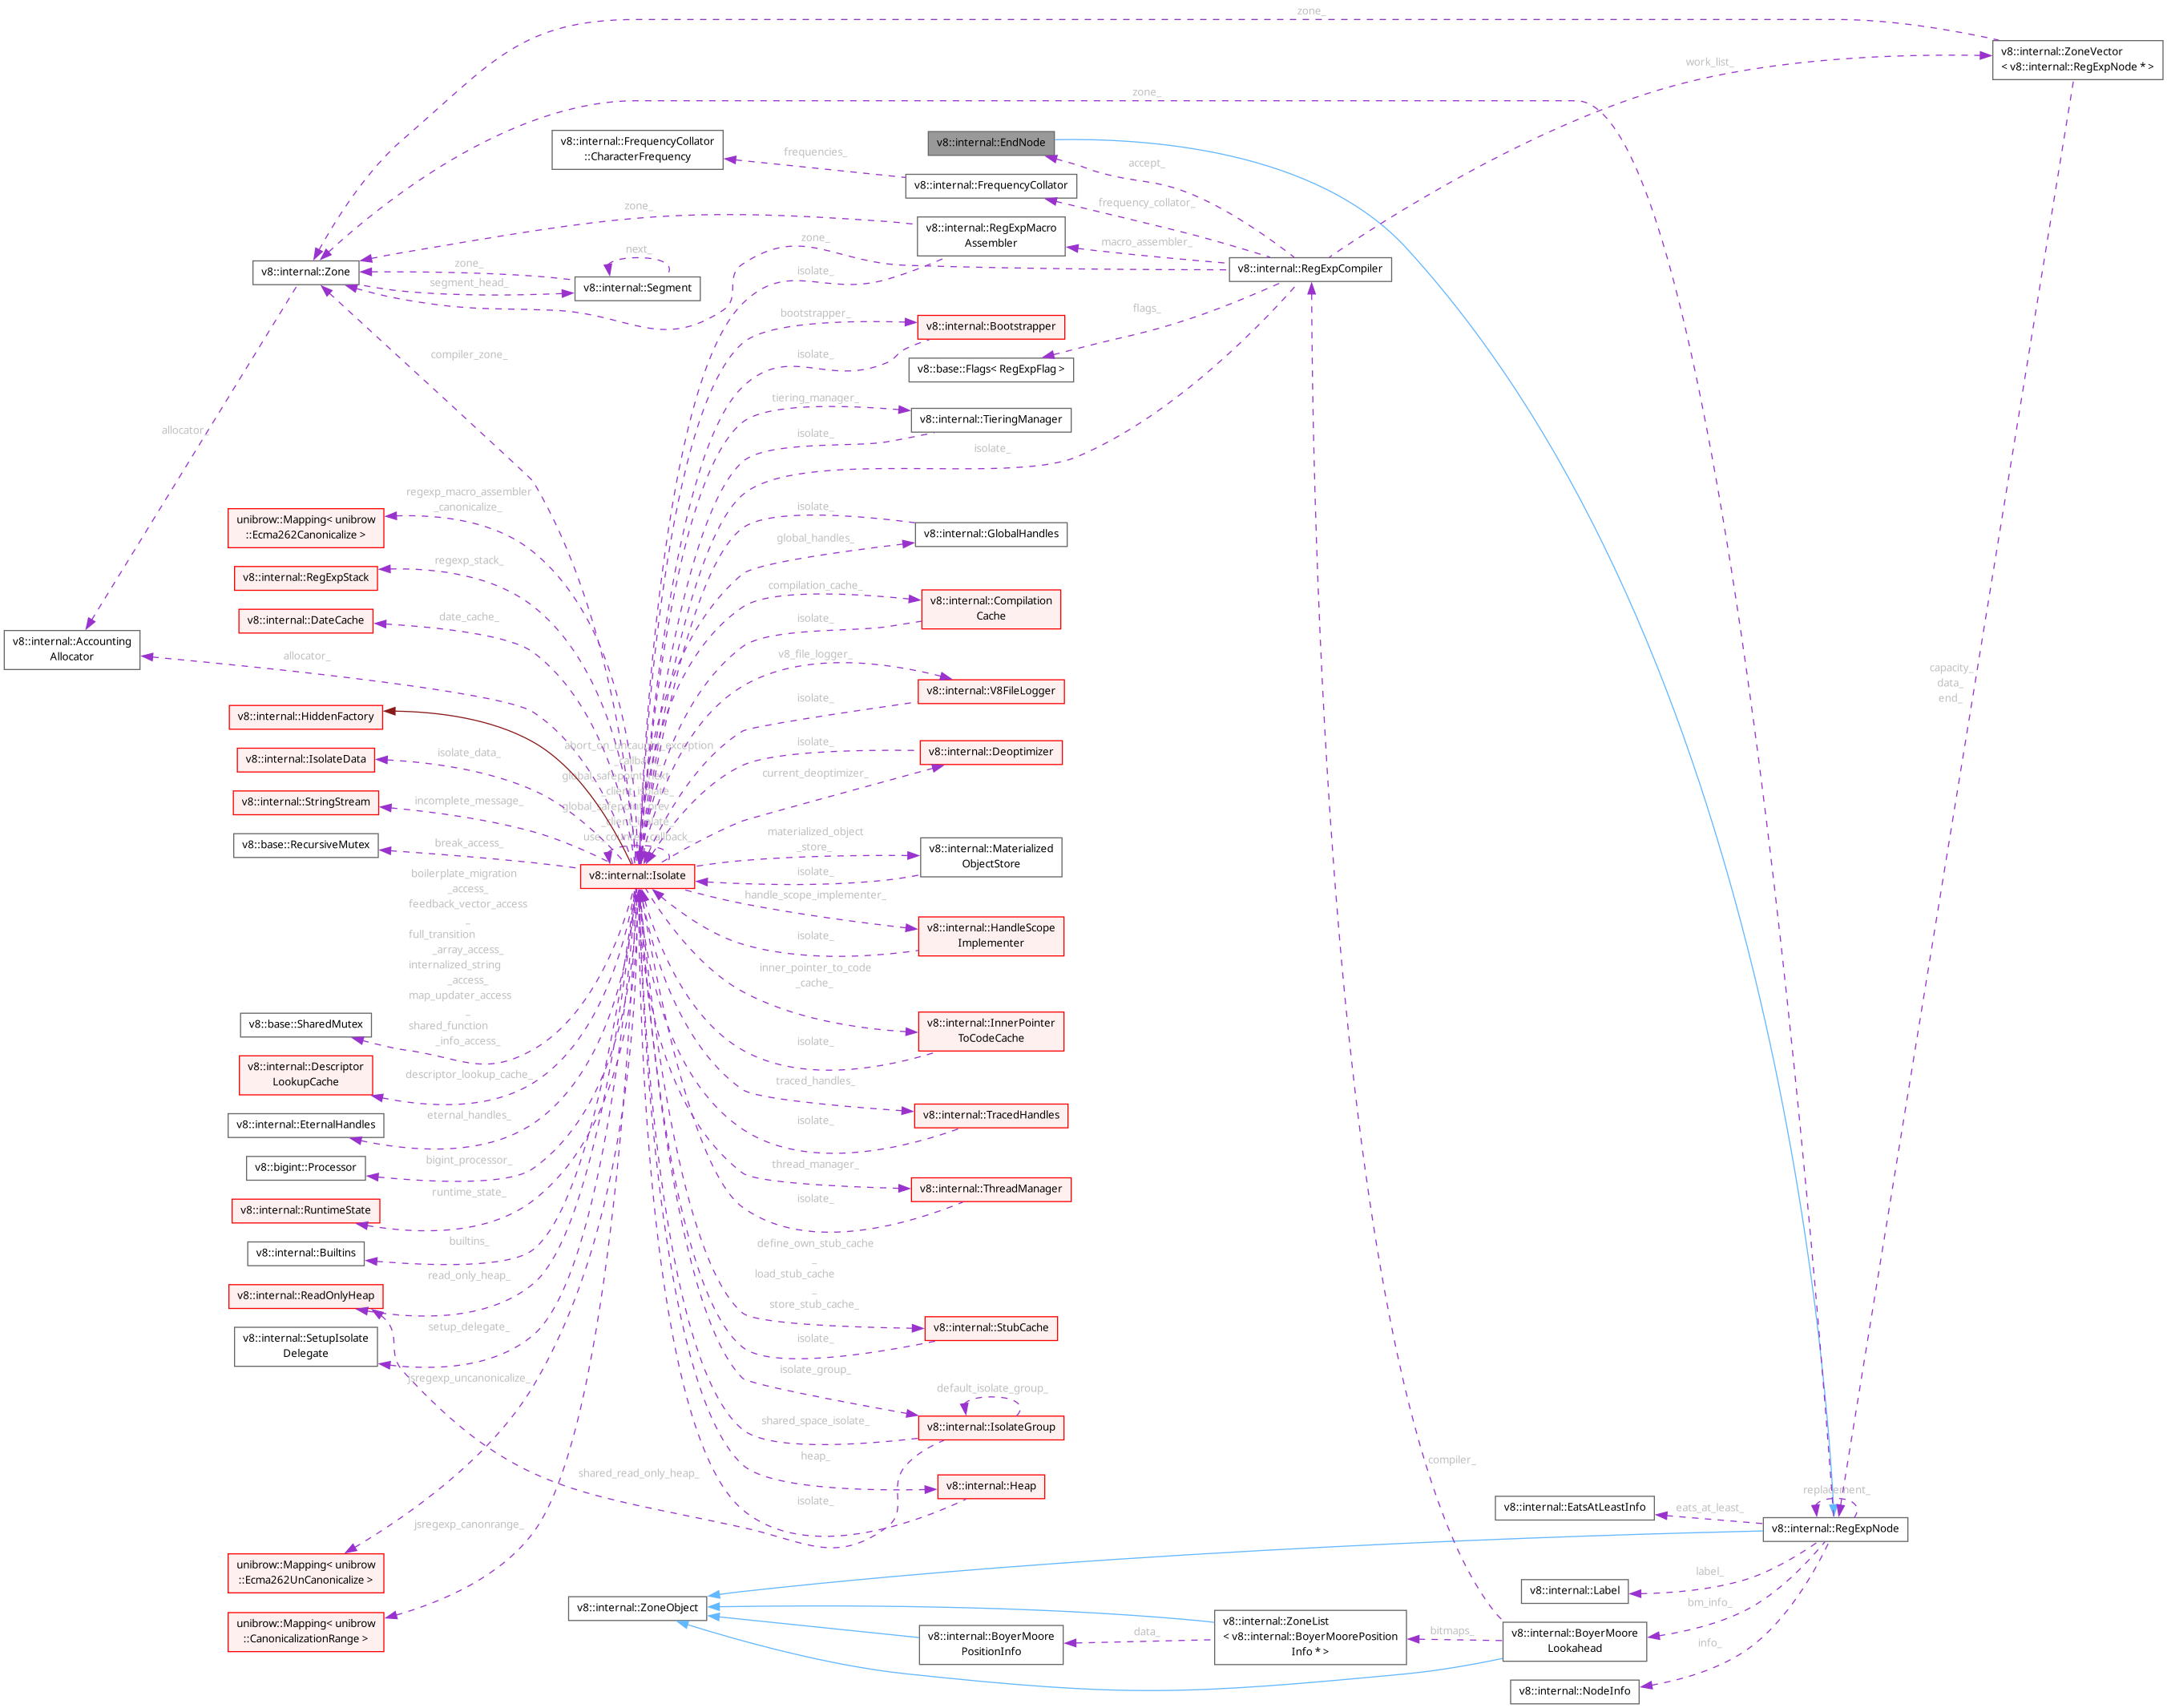 zone_
v8::internal::ZoneVector
< v8::internal::RegExpNode * >
work_list_
zone_
v8::internal::FrequencyCollator
::CharacterFrequency
frequencies_
v8::internal::EndNode
accept_
v8::internal::FrequencyCollator
frequency_collator_
zone_
v8::internal::RegExpMacro
Assembler
zone_
macro_assembler_
v8::internal::Zone
zone_
segment_head_
next_
v8::internal::Segment
isolate_
v8::internal::RegExpCompiler
bootstrapper_
v8::internal::Bootstrapper
flags_
compiler_zone_
isolate_
v8::base::Flags< RegExpFlag >
tiering_manager_
v8::internal::TieringManager
allocator_
isolate_
isolate_
regexp_macro_assembler
_canonicalize_
unibrow::Mapping< unibrow
::Ecma262Canonicalize >
isolate_
v8::internal::GlobalHandles
global_handles_
regexp_stack_
v8::internal::RegExpStack
compilation_cache_
v8::internal::Compilation
Cache
date_cache_
v8::internal::DateCache
isolate_
v8::internal::Accounting
Allocator
allocator_
v8_file_logger_
capacity_
data_
end_
v8::internal::V8FileLogger
isolate_
v8::internal::HiddenFactory
abort_on_uncaught_exception
_callback_
global_safepoint_next
_client_isolate_
global_safepoint_prev
_client_isolate_
use_counter_callback_
isolate_data_
v8::internal::IsolateData
isolate_
v8::internal::Deoptimizer
current_deoptimizer_
incomplete_message_
v8::internal::StringStream
break_access_
v8::base::RecursiveMutex
materialized_object
_store_
v8::internal::Materialized
ObjectStore
isolate_
v8::internal::Isolate
boilerplate_migration
_access_
feedback_vector_access
_
full_transition
_array_access_
internalized_string
_access_
map_updater_access
_
shared_function
_info_access_
handle_scope_implementer_
v8::internal::HandleScope
Implementer
isolate_
inner_pointer_to_code
_cache_
v8::base::SharedMutex
v8::internal::InnerPointer
ToCodeCache
isolate_
v8::internal::Descriptor
LookupCache
descriptor_lookup_cache_
traced_handles_
v8::internal::TracedHandles
eternal_handles_
v8::internal::EternalHandles
isolate_
bigint_processor_
v8::bigint::Processor
thread_manager_
v8::internal::ThreadManager
runtime_state_
v8::internal::RuntimeState
isolate_
builtins_
v8::internal::Builtins
define_own_stub_cache
_
load_stub_cache
_
store_stub_cache_
read_only_heap_
v8::internal::ReadOnlyHeap
v8::internal::StubCache
setup_delegate_
v8::internal::SetupIsolate
Delegate
isolate_
isolate_group_
jsregexp_uncanonicalize_
default_isolate_group_
shared_space_isolate_
v8::internal::IsolateGroup
heap_
compiler_
shared_read_only_heap_
v8::internal::Heap
isolate_
replacement_
v8::internal::EatsAtLeastInfo
eats_at_least_
v8::internal::RegExpNode
jsregexp_canonrange_
unibrow::Mapping< unibrow
::Ecma262UnCanonicalize >
label_
v8::internal::Label
bm_info_
v8::internal::ZoneObject
unibrow::Mapping< unibrow
::CanonicalizationRange >
v8::internal::BoyerMoore
PositionInfo
data_
v8::internal::ZoneList
< v8::internal::BoyerMoorePosition
Info * >
bitmaps_
v8::internal::BoyerMoore
Lookahead
info_
v8::internal::NodeInfo